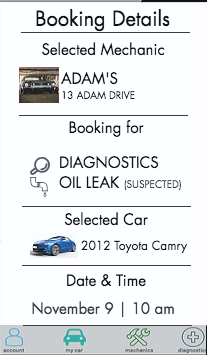 Booking Details
Selected Mechanic
ADAM'S
13 ADAM DRIVE
Booking for
DIAGNOSTICS
OIL LEAK (SUSPECTED)
Selected Car
2012 Toyota Camry
Date & Time
November 9 | 10 am
account my car mechanics diagnostic